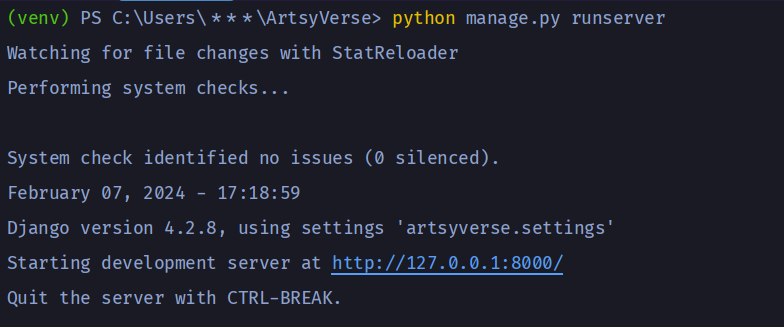 (venv) PS C:\Users\***\ArtsyVerse> python manage.py runserver
Watching for file changes with StatReloader
Performing system checks...
System check identified no issues (0 silenced).
February 07, 2024 - 17:18:59
Django version 4.2.8, using settings 'artsyverse.settings'
Starting development server at http://127.0.0.1:8000/
Quit the server with CTRL-BREAK.